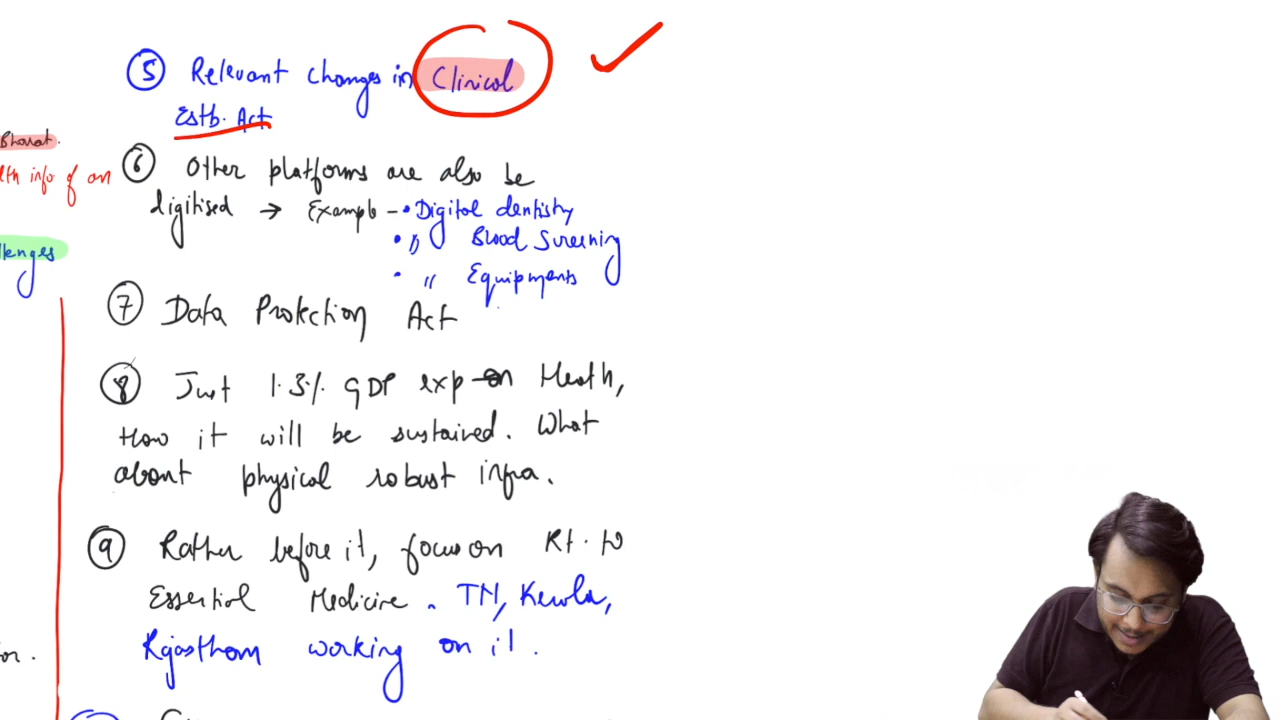 ⑤ Relevant changes in Clinical
Estb. Act
Bharat.
lth info of an
⑥ Other platforms are also be
digitised → Example - • Digital dentistry
• 〃 Blood Screening
llenges
• 〃 Equipments
⑦ Data Protection Act
⑧ Just 1.3% GDP exp on Health,
How it will be sustained. What
about physical robust infra.
⑨ Rather before it, focus on Rt. to
Essential Medicine. TN, Kerala,
or.
Rajasthan working on it.